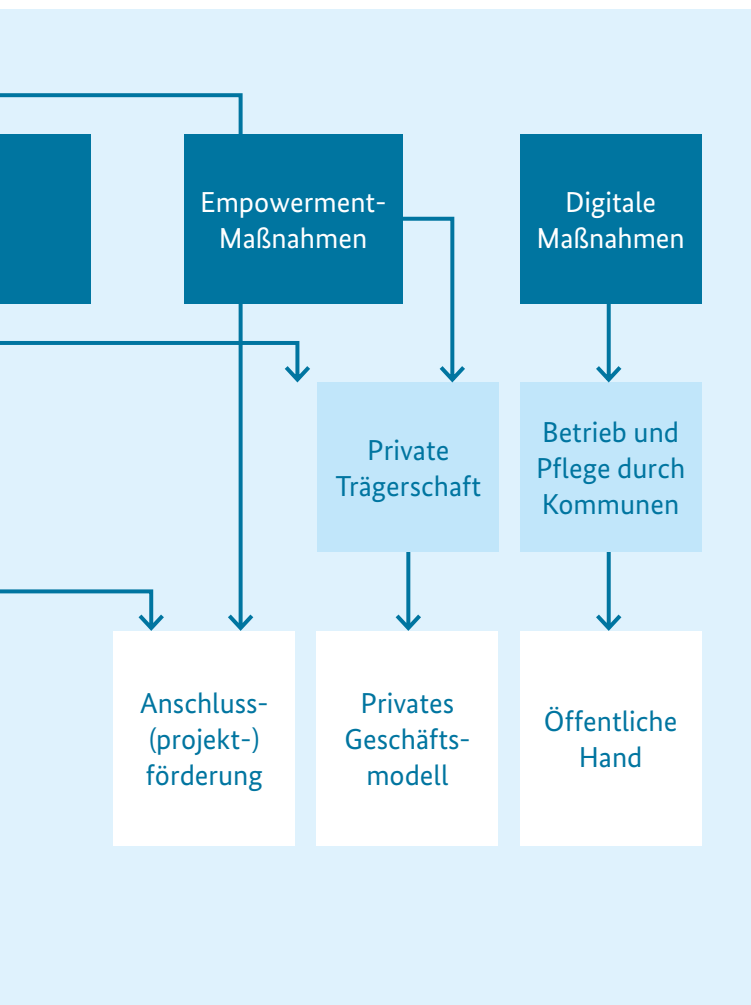 Empowerment-
Maßnahmen
Digitale
Maßnahmen
Private
Trägerschaft
Betrieb und
Pflege durch
Kommunen
Anschluss-
(projekt-)
förderung
Privates
Geschäfts-
modell
Öffentliche
Hand